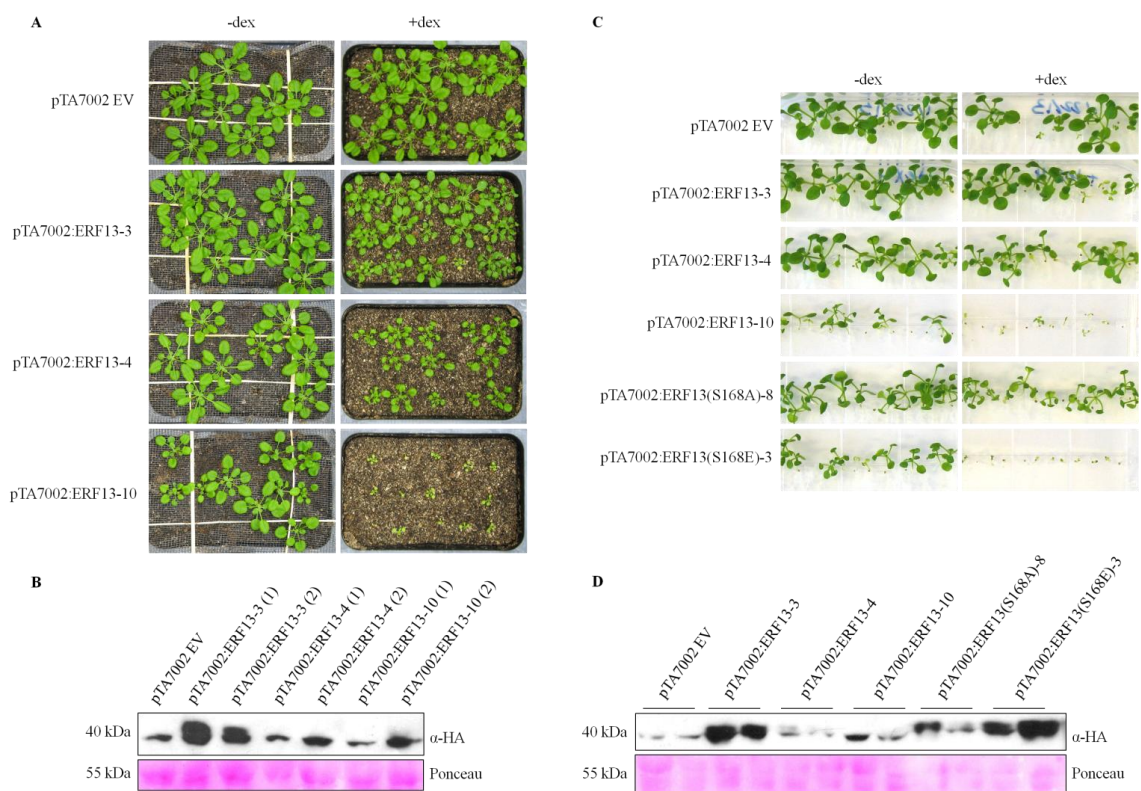 A
-dex +dex
pTA7002 EV
pTA7002:ERF13-3
pTA7002:ERF13-4
pTA7002:ERF13-10
B
pTA7002 EV
pTA7002:ERF13-3 (1)
pTA7002:ERF13-3 (2)
pTA7002:ERF13-4 (1)
pTA7002:ERF13-4 (2)
pTA7002:ERF13-10 (1)
pTA7002:ERF13-10 (2)
40 kDa α-HA
55 kDa Ponceau
C
-dex +dex
pTA7002 EV
pTA7002:ERF13-3
pTA7002:ERF13-4
pTA7002:ERF13-10
pTA7002:ERF13(S168A)-8
pTA7002:ERF13(S168E)-3
D
pTA7002 EV
pTA7002:ERF13-3
pTA7002:ERF13-4
pTA7002:ERF13-10
pTA7002:ERF13(S168A)-8
pTA7002:ERF13(S168E)-3
40 kDa α-HA
55 kDa Ponceau